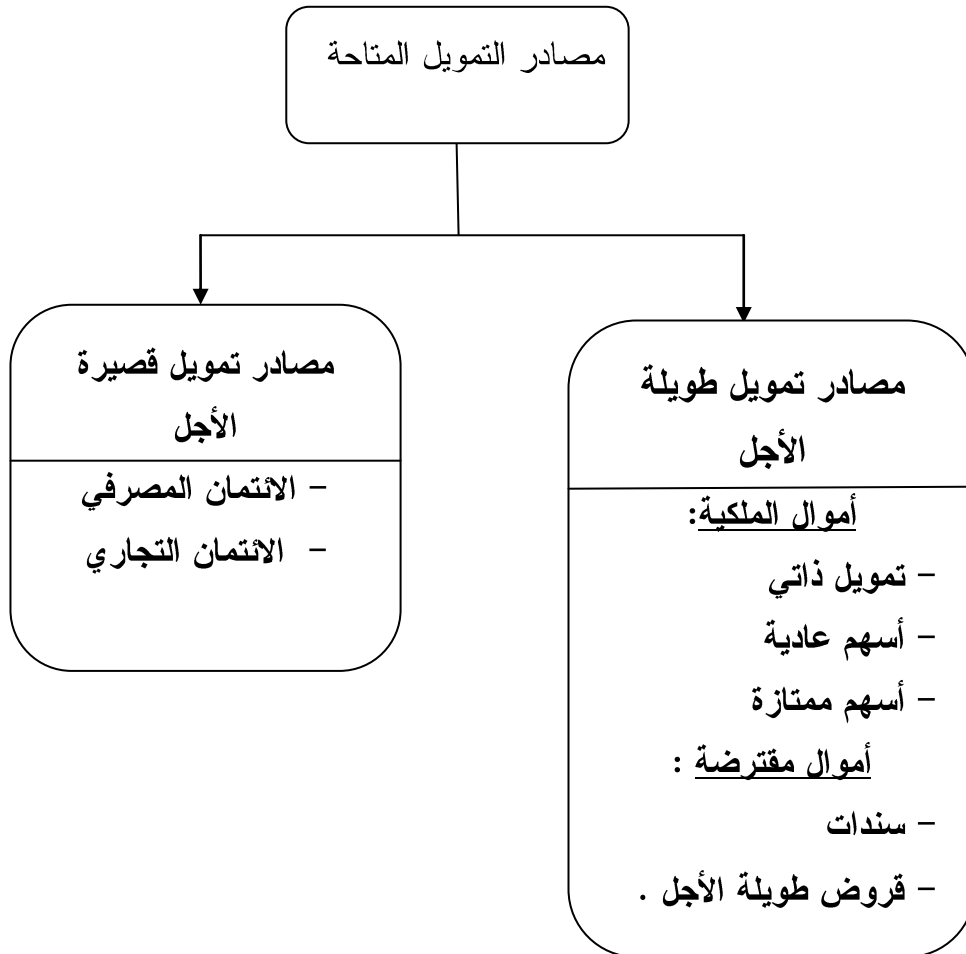 مصادر التمويل المتاحة
مصادر تمويل طويلة
الأجل
أموال الملكية:
- تمويل ذاتي
- أسهم عادية
- أسهم ممتازة
أموال مقترضة :
- سندات
- قروض طويلة الأجل .
مصادر تمويل قصيرة
الأجل
- الائتمان المصرفي
- الائتمان التجاري